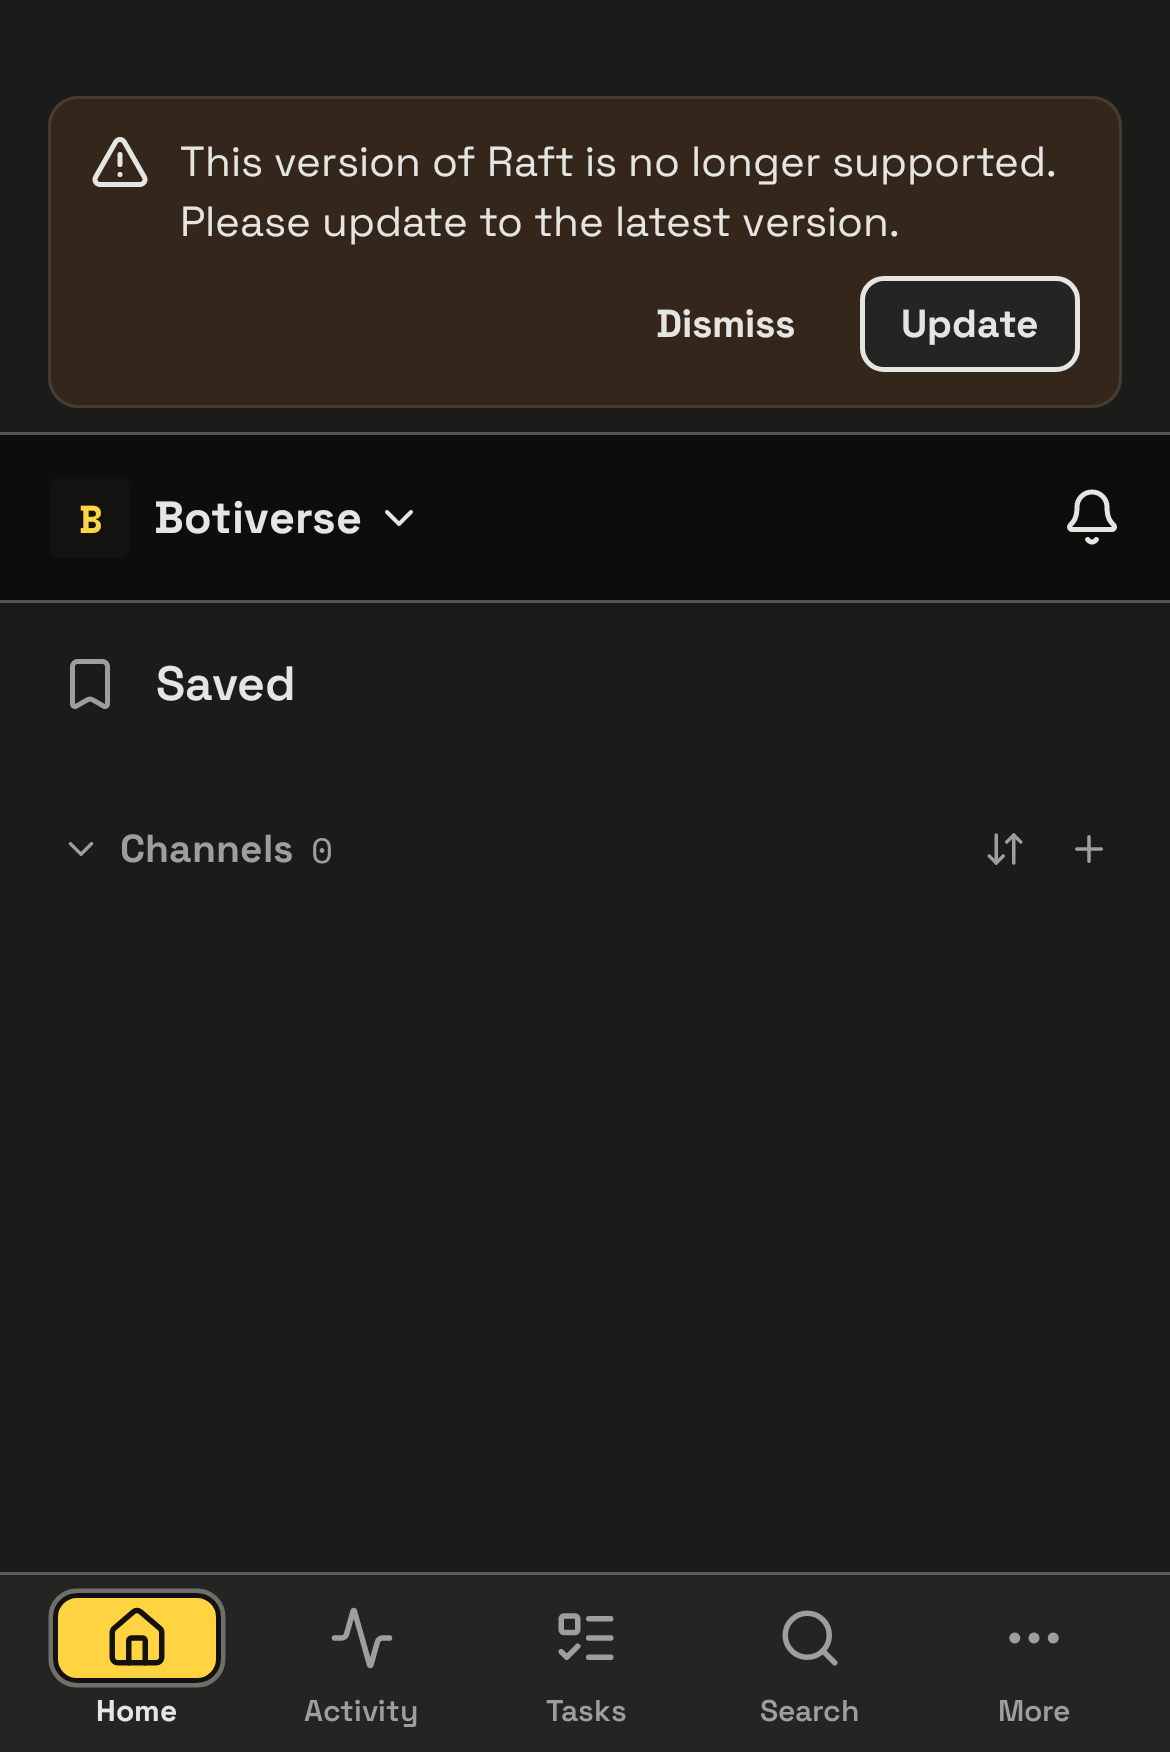 This version of Raft is no longer supported.
Please update to the latest version.
Dismiss
Update
B
Botiverse
Saved
Channels 0
Home
Activity
Tasks
Search
More